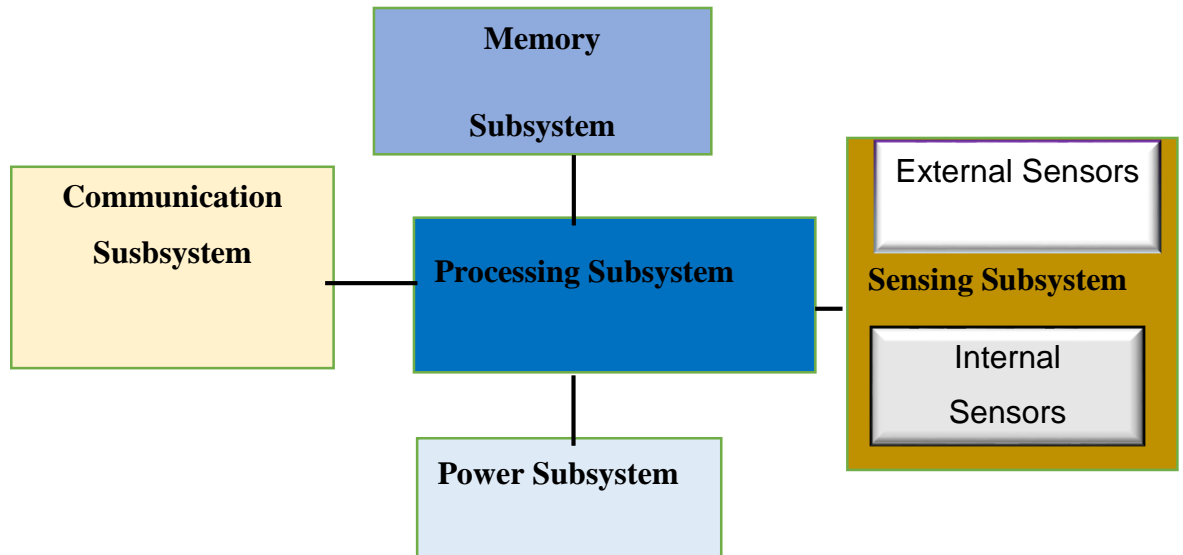 Memory
Subsystem
Communication
Susbsystem
Processing Subsystem
External Sensors
Sensing Subsystem
Internal
Sensors
Power Subsystem